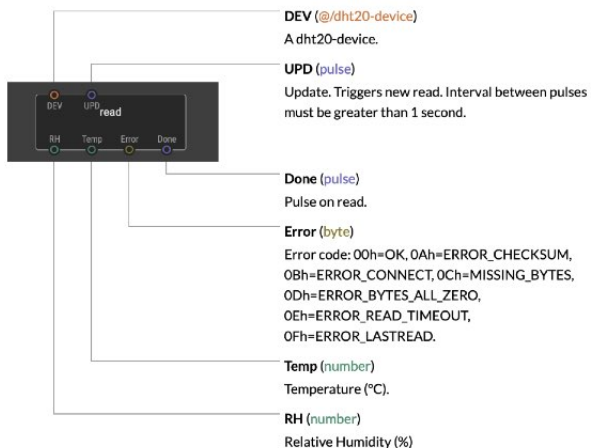 DEV (@/dht20-device)
A dht20-device.
UPD (pulse)
Update. Triggers new read. Interval between pulses
must be greater than 1 second.
DEV UPD
read
RH Temp Error Done
Done (pulse)
Pulse on read.
Error (byte)
Error code: 00h=OK, 0Ah=ERROR_CHECKSUM,
0Bh=ERROR_CONNECT, 0Ch=MISSING_BYTES,
0Dh=ERROR_BYTES_ALL_ZERO,
0Eh=ERROR_READ_TIMEOUT,
0Fh=ERROR_LASTREAD.
Temp (number)
Temperature (°C).
RH (number)
Relative Humidity (%)